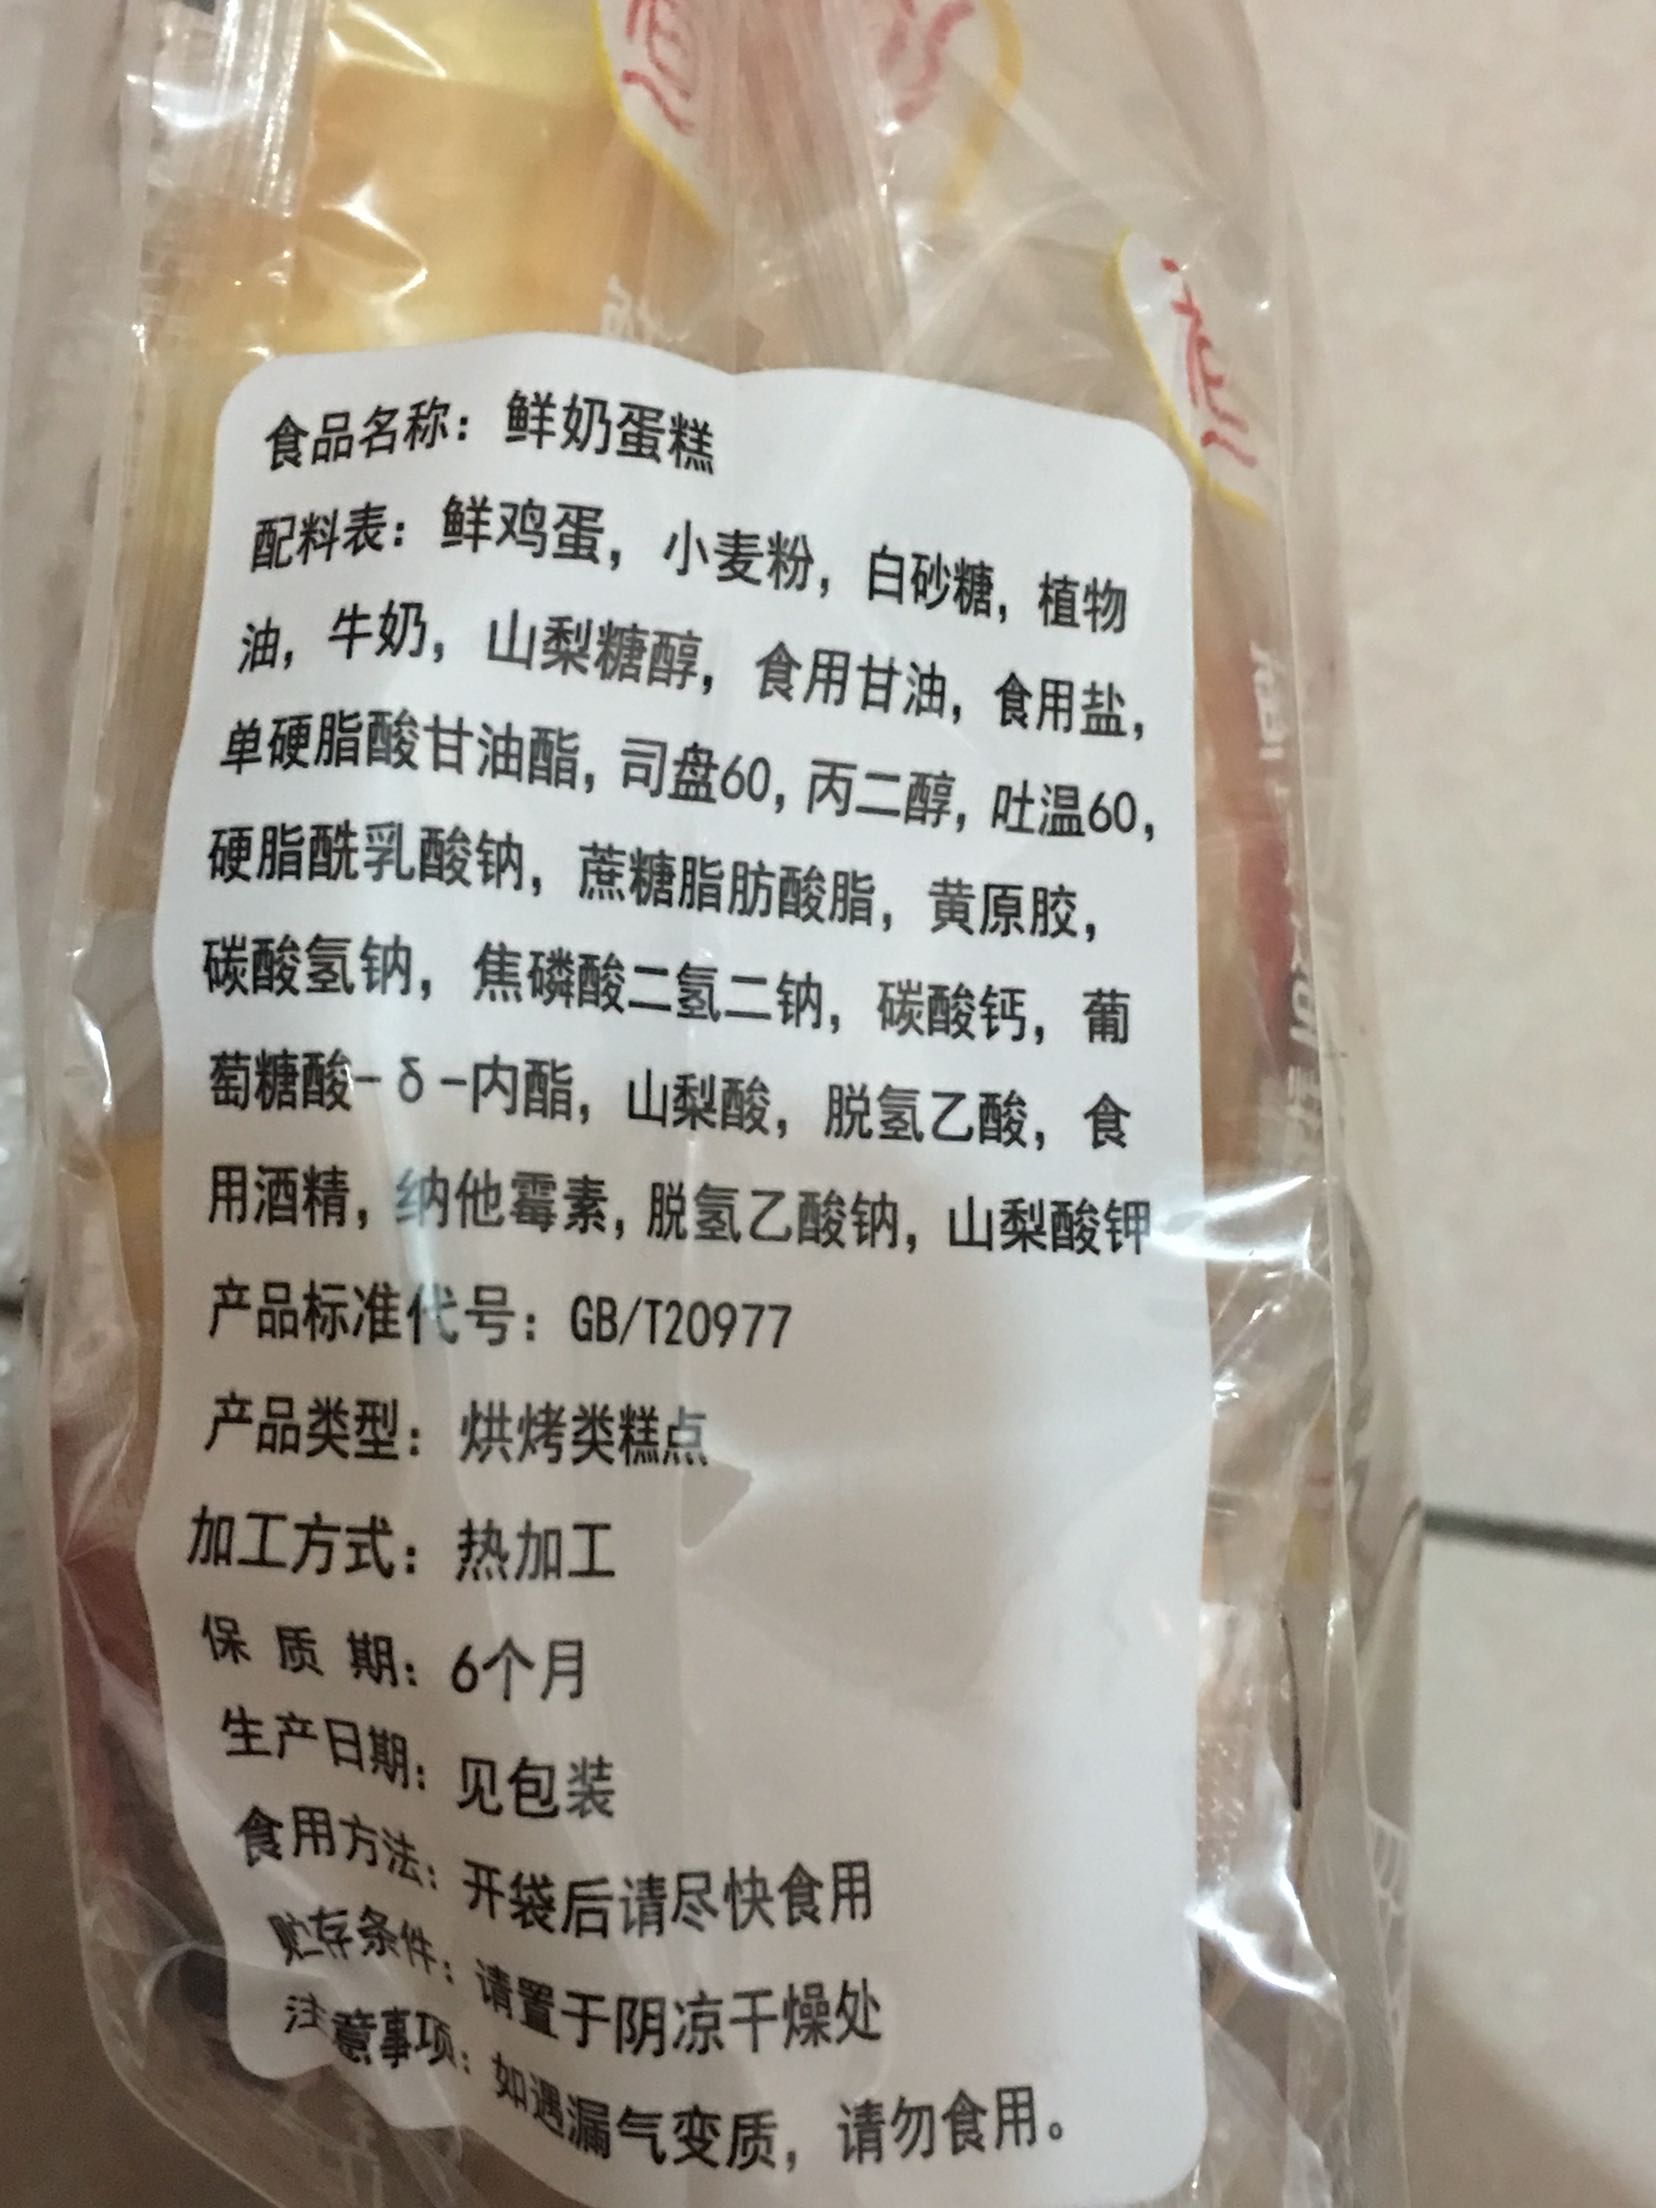 食品名称：鲜奶蛋糕
配料表：鲜鸡蛋，小麦粉，白砂糖，植物
油，牛奶，山梨糖醇，食用甘油，食用盐，
单硬脂酸甘油酯，司盘60，丙二醇，吐温60，
硬脂酰乳酸钠，蔗糖脂肪酸脂，黄原胶，
碳酸氢钠，焦磷酸二氢二钠，碳酸钙，葡
萄糖酸-δ-内酯，山梨酸，脱氢乙酸，食
用酒精，纳他霉素，脱氢乙酸钠，山梨酸钾
产品标准代号：GB/T20977
产品类型：烘烤类糕点
加工方式：热加工
保质期：6个月
生产日期：见包装
食用方法：开袋后请尽快食用
贮存条件：请置于阴凉干燥处
注意事项：如遇漏气变质，请勿食用。